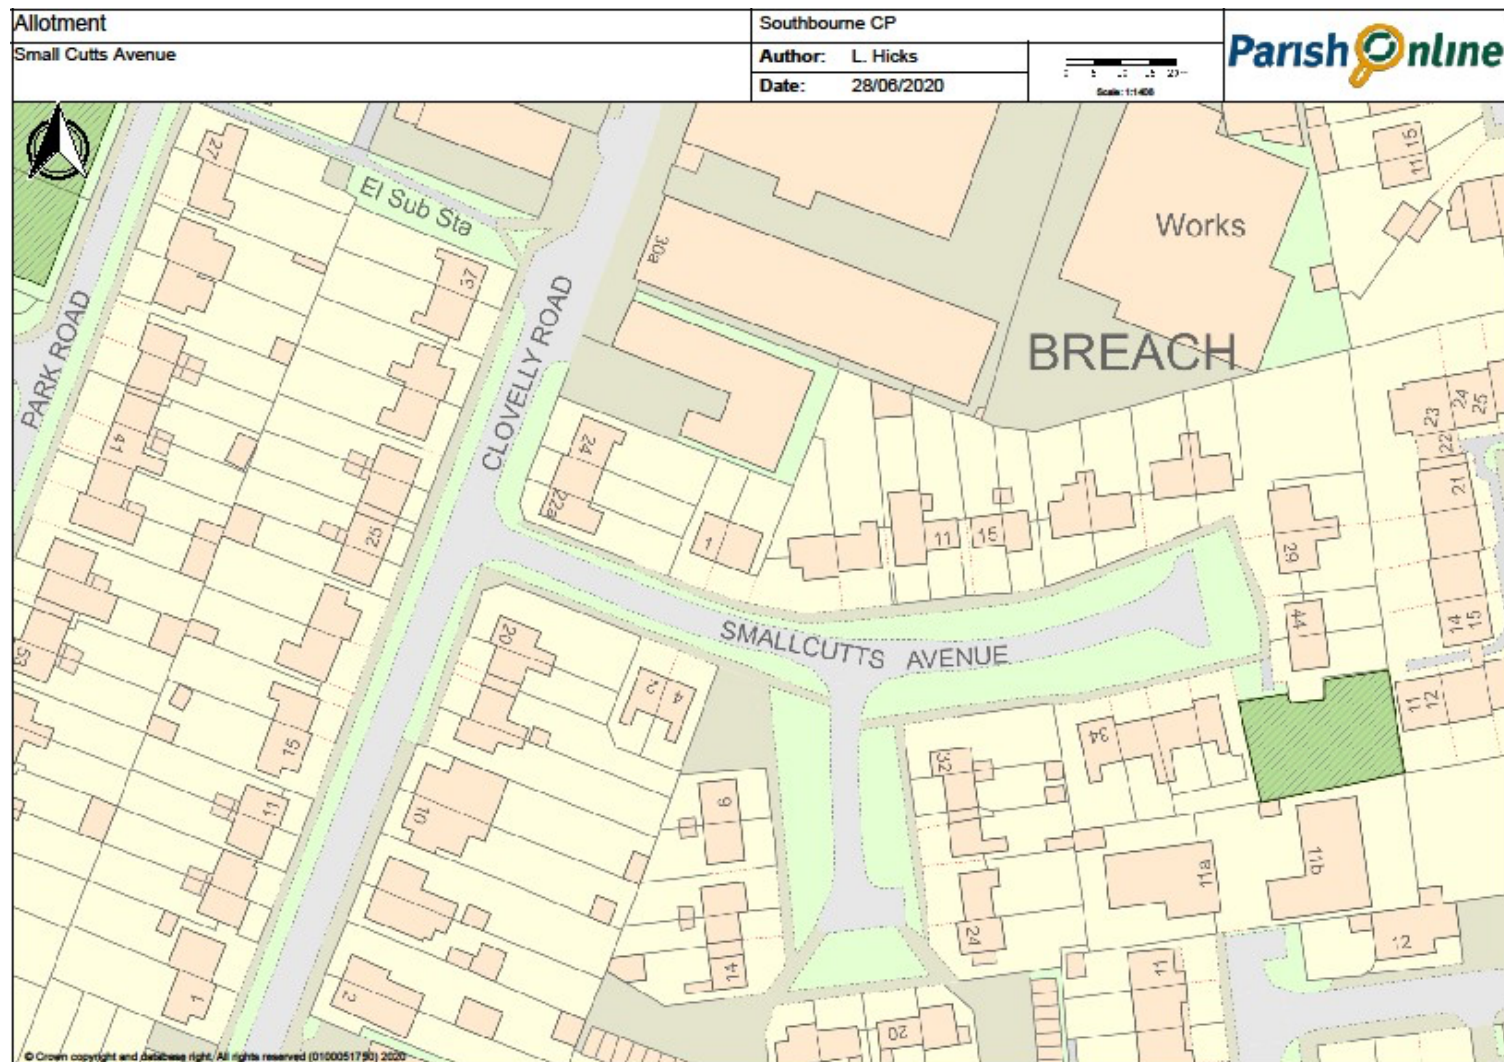 Allotment
Small Cutts Avenue
Southbourne CP
Author: L. Hicks
Date: 28/06/2020
Scale: 1:1408
Parish Online
27
El Sub Sta
37
30a
Works
11 15
BREACH
PARK ROAD
CLOVELLY ROAD
41
25
24
22a
1
11
15
29
44
23
22
24
25
21
14
15
11
12
SMALLCUTTS AVENUE
20
2
4
53
15
11
10
1
2
6
14
32
34
24
11a
11b
12
11
20
© Crown copyright and database right. All rights reserved (0100051750) 2020